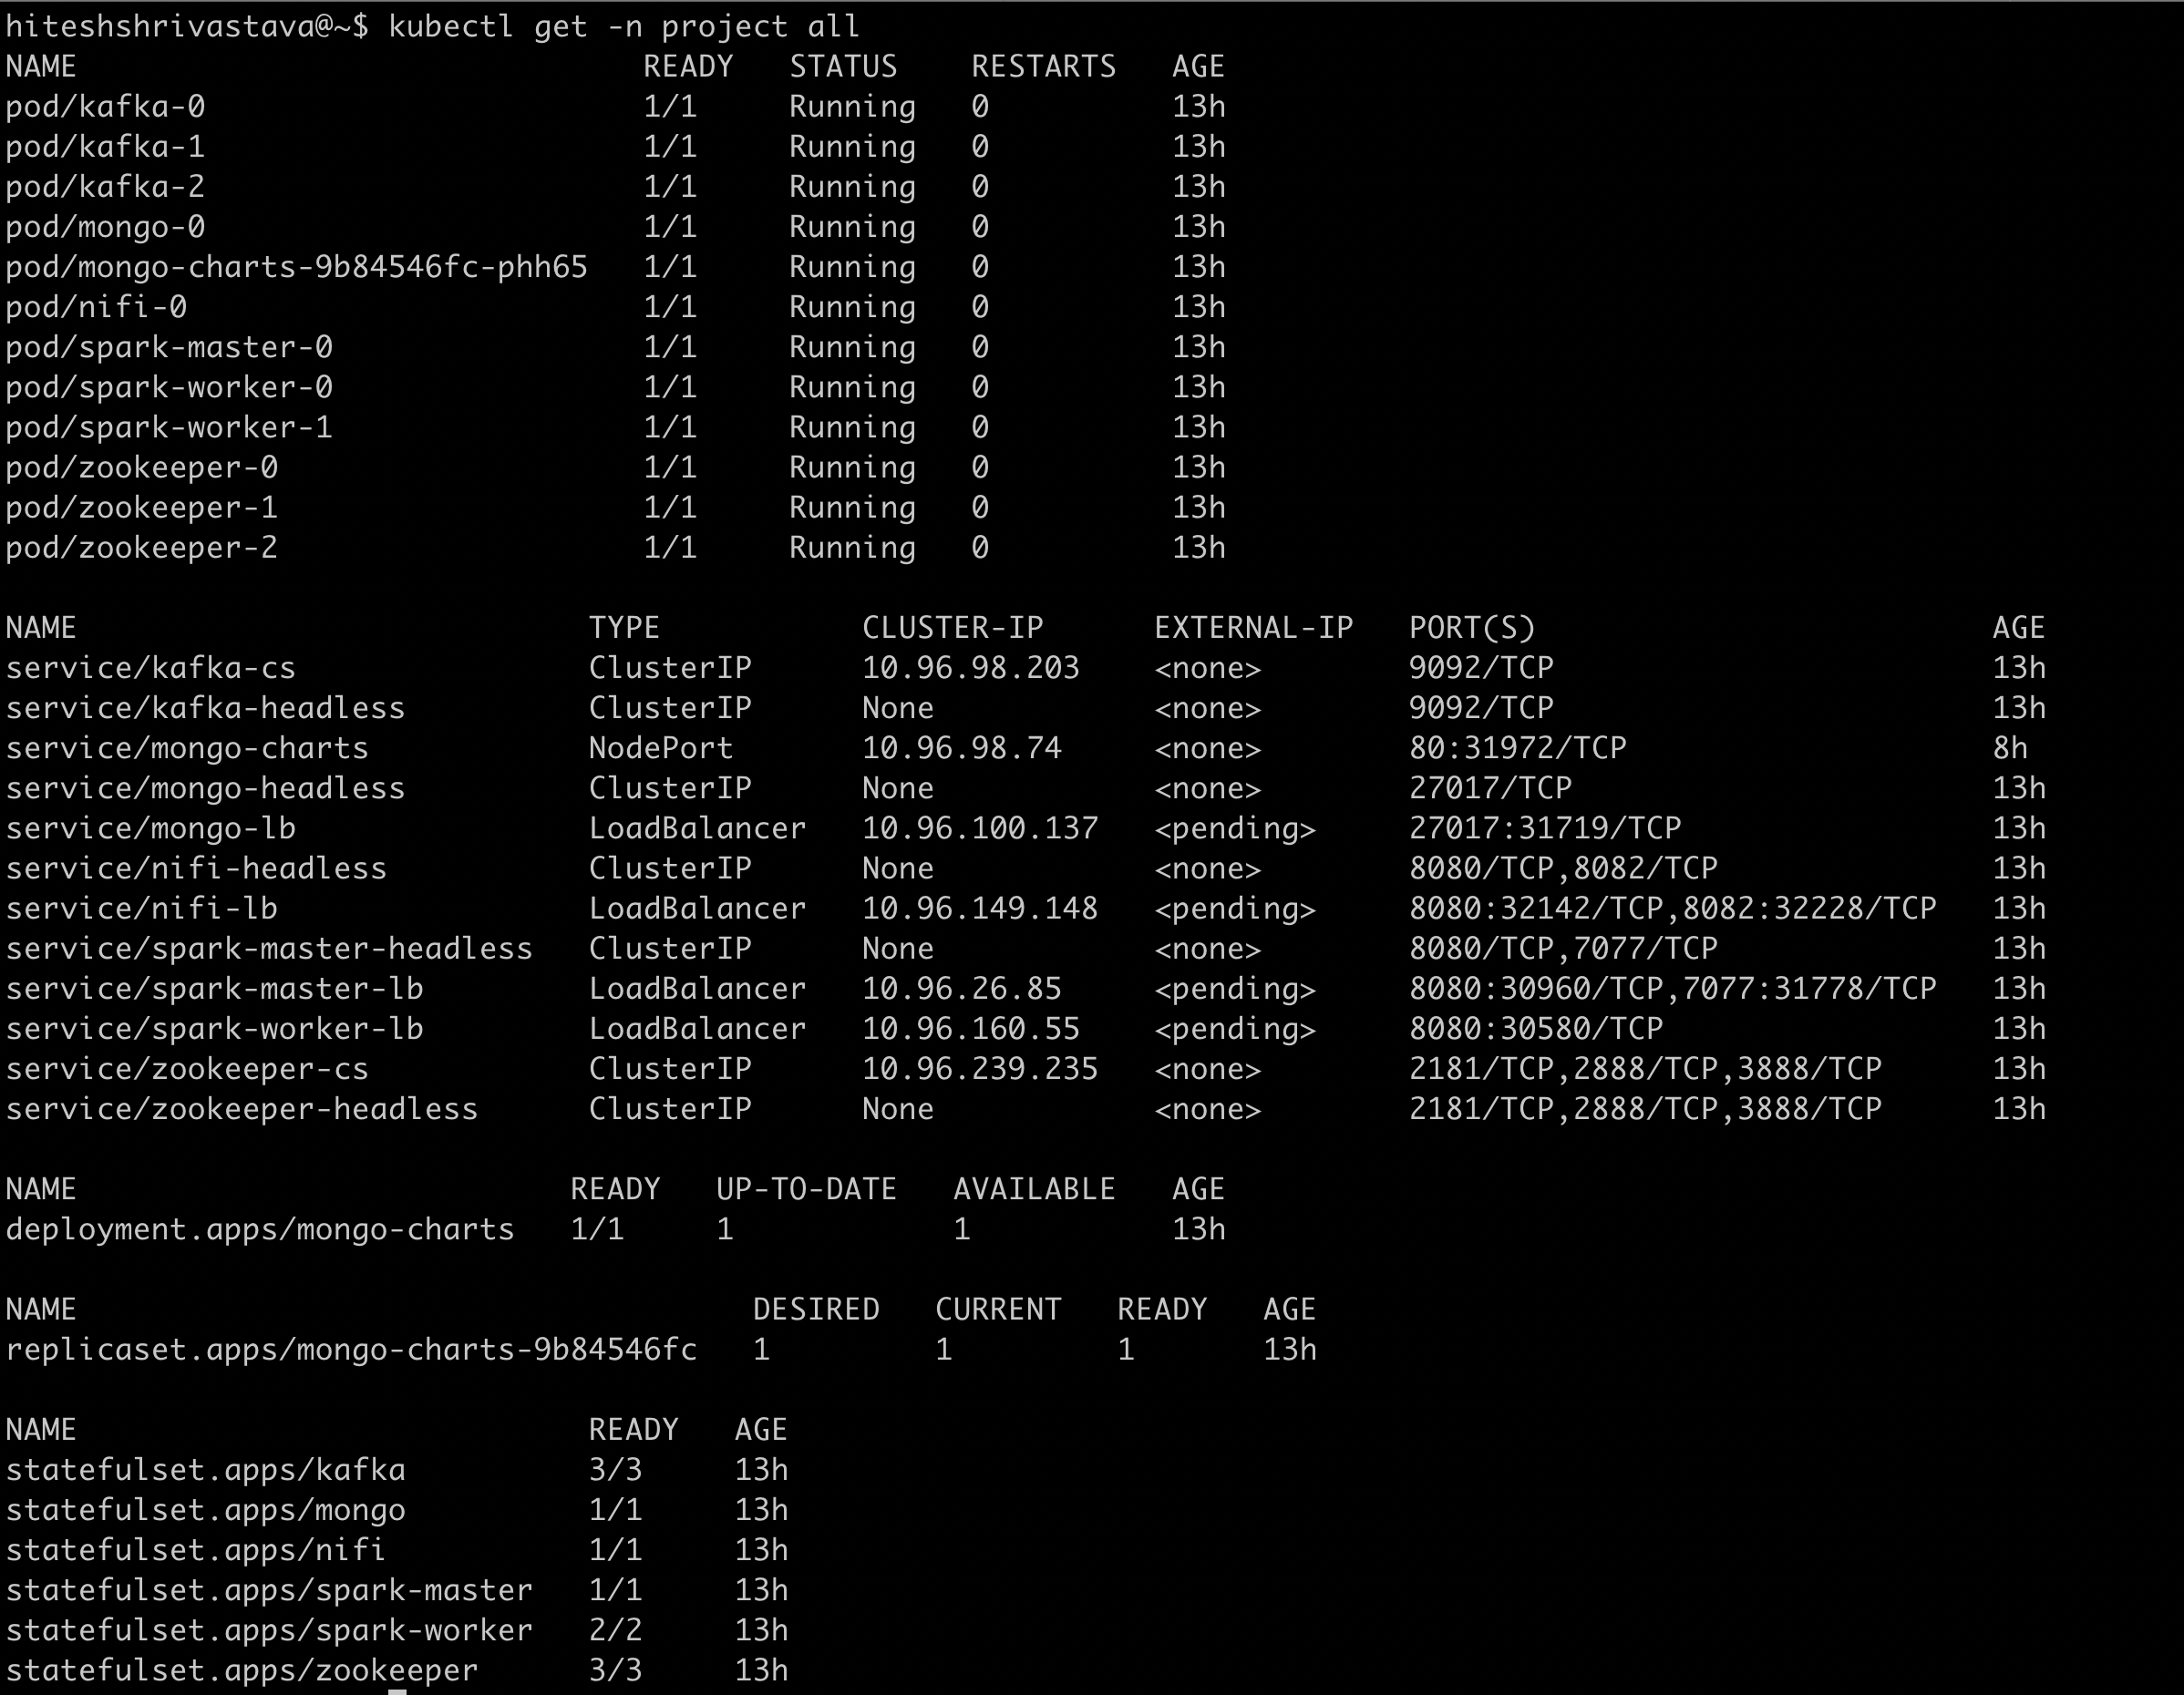 hiteshshrivastava@~$ kubectl get -n project all
NAME                                   READY   STATUS    RESTARTS   AGE
pod/kafka-0                            1/1     Running   0          13h
pod/kafka-1                            1/1     Running   0          13h
pod/kafka-2                            1/1     Running   0          13h
pod/mongo-0                            1/1     Running   0          13h
pod/mongo-charts-9b84546fc-phh65   1/1     Running   0          13h
pod/nifi-0                             1/1     Running   0          13h
pod/spark-master-0                     1/1     Running   0          13h
pod/spark-worker-0                     1/1     Running   0          13h
pod/spark-worker-1                     1/1     Running   0          13h
pod/zookeeper-0                        1/1     Running   0          13h
pod/zookeeper-1                        1/1     Running   0          13h
pod/zookeeper-2                        1/1     Running   0          13h

NAME                            TYPE           CLUSTER-IP      EXTERNAL-IP   PORT(S)                         AGE
service/kafka-cs                ClusterIP      10.96.98.203    <none>        9092/TCP                        13h
service/kafka-headless          ClusterIP      None            <none>        9092/TCP                        13h
service/mongo-charts            NodePort       10.96.98.74     <none>        80:31972/TCP                    8h
service/mongo-headless          ClusterIP      None            <none>        27017/TCP                       13h
service/mongo-lb                LoadBalancer   10.96.100.137   <pending>     27017:31719/TCP                 13h
service/nifi-headless           ClusterIP      None            <none>        8080/TCP,8082/TCP               13h
service/nifi-lb                 LoadBalancer   10.96.149.148   <pending>     8080:32142/TCP,8082:32228/TCP   13h
service/spark-master-headless   ClusterIP      None            <none>        8080/TCP,7077/TCP               13h
service/spark-master-lb         LoadBalancer   10.96.26.85     <pending>     8080:30960/TCP,7077:31778/TCP   13h
service/spark-worker-lb         LoadBalancer   10.96.160.55    <pending>     8080:30580/TCP                  13h
service/zookeeper-cs            ClusterIP      10.96.239.235   <none>        2181/TCP,2888/TCP,3888/TCP      13h
service/zookeeper-headless      ClusterIP      None            <none>        2181/TCP,2888/TCP,3888/TCP      13h

NAME                           READY   UP-TO-DATE   AVAILABLE   AGE
deployment.apps/mongo-charts   1/1     1            1           13h

NAME                                     DESIRED   CURRENT   READY   AGE
replicaset.apps/mongo-charts-9b84546fc   1         1         1       13h

NAME                            READY   AGE
statefulset.apps/kafka          3/3     13h
statefulset.apps/mongo          1/1     13h
statefulset.apps/nifi           1/1     13h
statefulset.apps/spark-master   1/1     13h
statefulset.apps/spark-worker   2/2     13h
statefulset.apps/zookeeper      3/3     13h